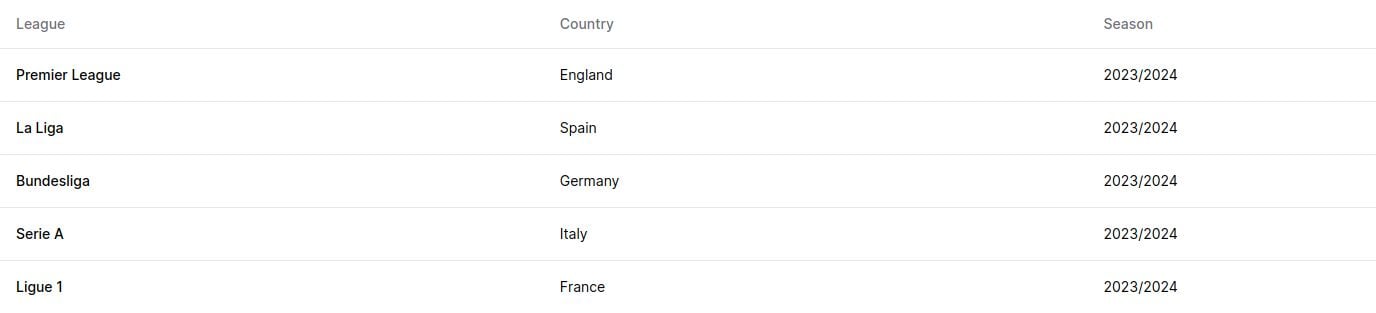 League Country Season
Premier League England 2023/2024
La Liga Spain 2023/2024
Bundesliga Germany 2023/2024
Serie A Italy 2023/2024
Ligue 1 France 2023/2024